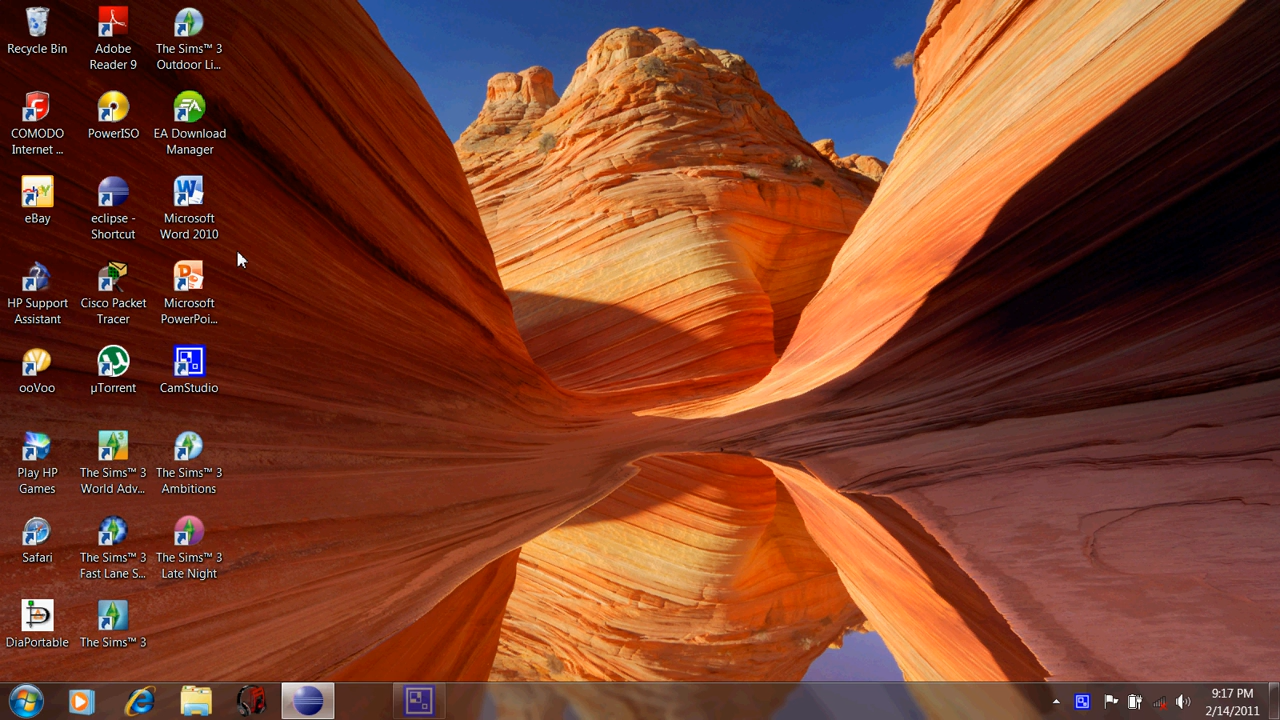 Recycle Bin
Adobe
Reader 9
The Sims™ 3
Outdoor Li...
COMODO
Internet ...
PowerISO
EA Download
Manager
eBay
eclipse -
Shortcut
Microsoft
Word 2010
HP Support
Assistant
Cisco Packet
Tracer
Microsoft
PowerPoi...
ooVoo
µTorrent
CamStudio
Play HP
Games
The Sims™ 3
World Adv...
The Sims™ 3
Ambitions
Safari
The Sims™ 3
Fast Lane S...
The Sims™ 3
Late Night
DiaPortable
The Sims™ 3
9:17 PM
2/14/2011